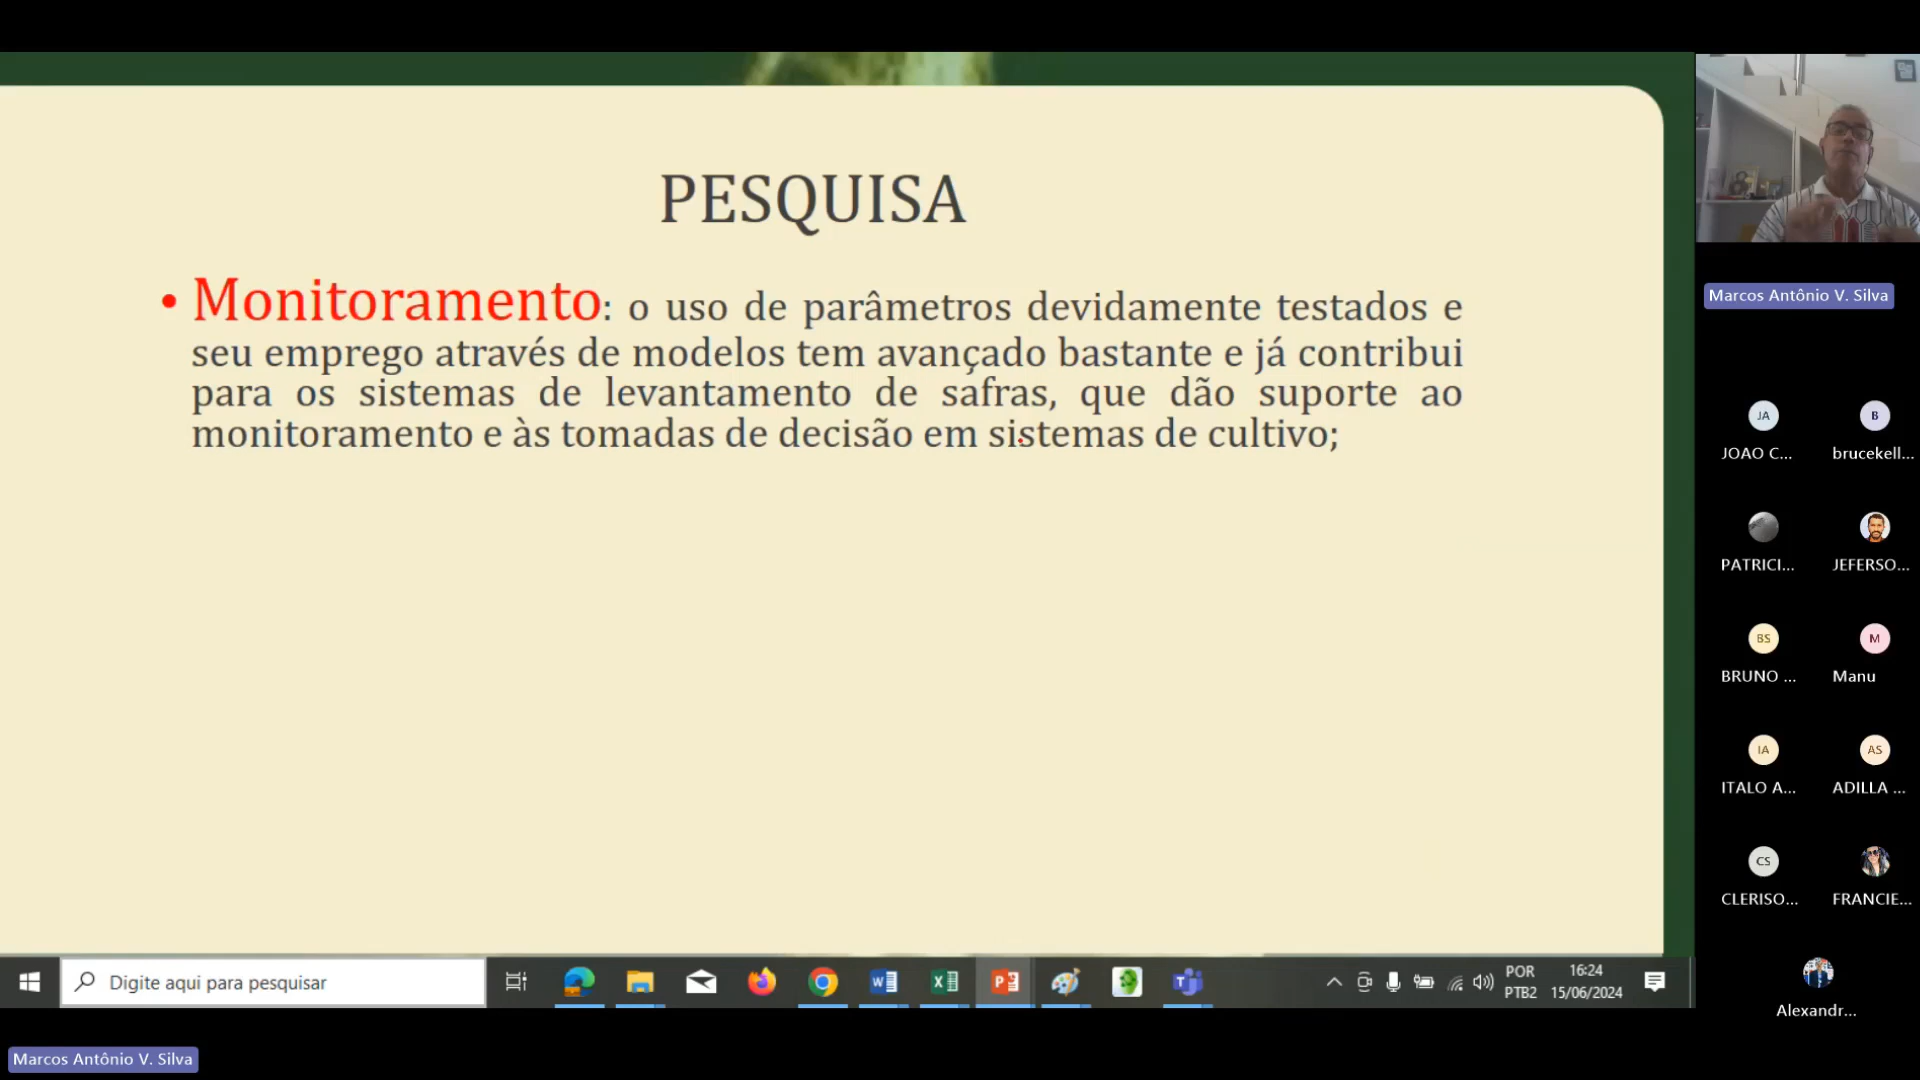 PESQUISA
• Monitoramento: o uso de parâmetros devidamente testados e
seu emprego através de modelos tem avançado bastante e já contribui
para os sistemas de levantamento de safras, que dão suporte ao
monitoramento e às tomadas de decisão em sistemas de cultivo;
Marcos Antônio V. Silva
JA
JOAO C...
B
brucekell...
PATRICI...
JEFERSO...
BS
BRUNO ...
M
Manu
IA
ITALO A...
AS
ADILLA ...
CS
CLERISO...
FRANCIE...
Alexandr...
Digite aqui para pesquisar
POR
PTB2
16:24
15/06/2024
Marcos Antônio V. Silva